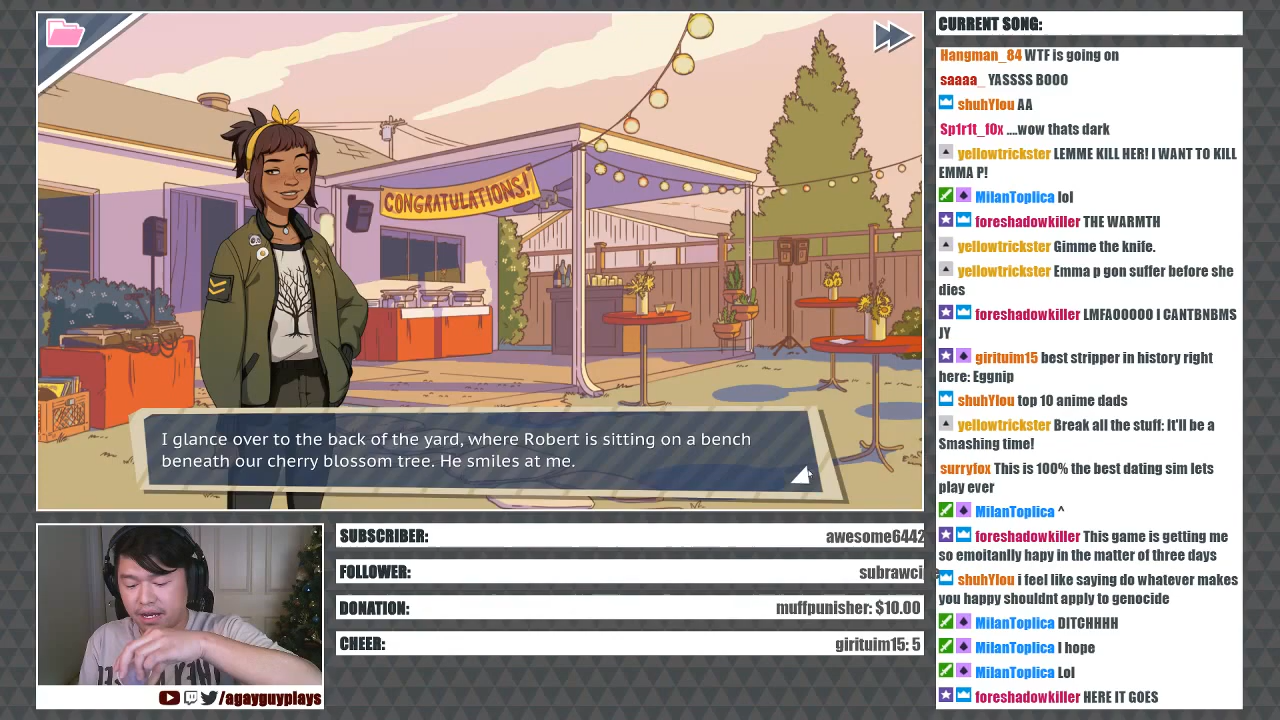 CONGRATULATIONS!
I glance over to the back of the yard, where Robert is sitting on a bench
beneath our cherry blossom tree. He smiles at me.
/agayguyplays
SUBSCRIBER: awesome6442
FOLLOWER: subrawci
DONATION: muffpunisher: $10.00
CHEER: girituim15: 5
CURRENT SONG:
Hangman_84 WTF is going on
saaaa_ YASSSS BOOO
shuhYlou AA
Sp1r1t_f0x ....wow thats dark
yellowtrickster LEMME KILL HER! I WANT TO KILL
EMMA P!
MilanToplica lol
foreshadowkiller THE WARMTH
yellowtrickster Gimme the knife.
yellowtrickster Emma p gon suffer before she
dies
foreshadowkiller LMFAOOOOO I CANTBNBMS
JY
girituim15 best stripper in history right
here: Eggnip
shuhYlou top 10 anime dads
yellowtrickster Break all the stuff: It'll be a
Smashing time!
surryfox This is 100% the best dating sim lets
play ever
MilanToplica ^
foreshadowkiller This game is getting me
so emoitanlly hapy in the matter of three days
shuhYlou i feel like saying do whatever makes
you happy shouldnt apply to genocide
MilanToplica DITCHHHH
MilanToplica I hope
MilanToplica Lol
foreshadowkiller HERE IT GOES